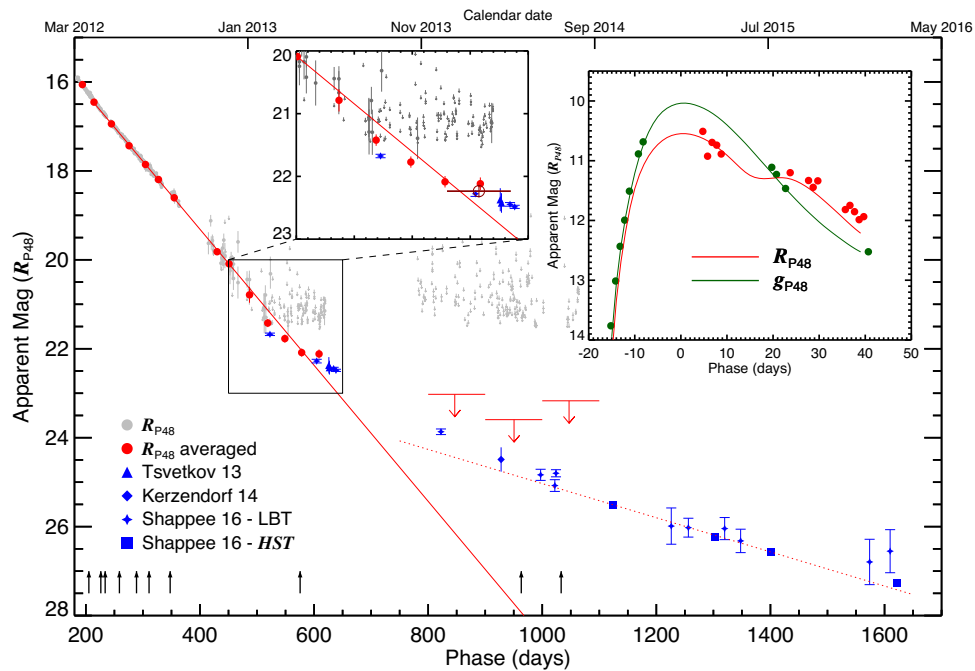 Calendar date
Mar 2012 Jan 2013 Nov 2013 Sep 2014 Jul 2015 May 2016
Apparent Mag (R_P48)
16
18
20
22
24
26
28
20
21
22
23
Apparent Mag (R_P48)
10
11
12
13
14
R_P48
g_P48
-20 -10 0 10 20 30 40 50
Phase (days)
R_P48
R_P48 averaged
Tsvetkov 13
Kerzendorf 14
Shappee 16 - LBT
Shappee 16 - HST
200 400 600 800 1000 1200 1400 1600
Phase (days)